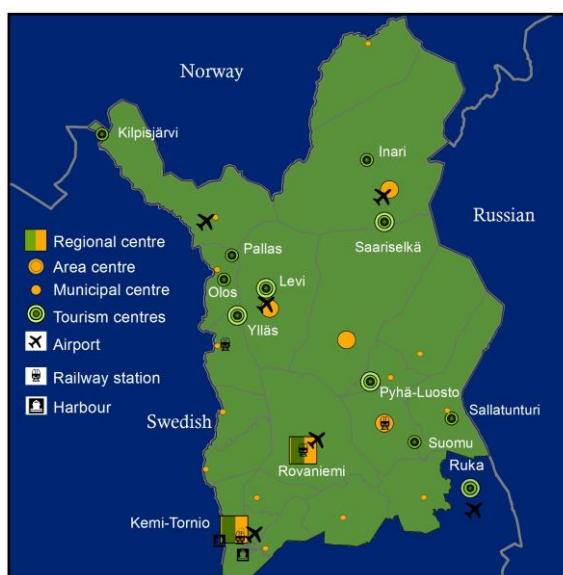 Norway
Kilpisjärvi
Inari
Russian
Saariselkä
Regional centre
Area centre
Municipal centre
Tourism centres
Airport
Railway station
Harbour
Pallas
Olos
Levi
Ylläs
Pyhä-Luosto
Swedish
Sallatunturi
Suomu
Rovaniemi
Ruka
Kemi-Tornio